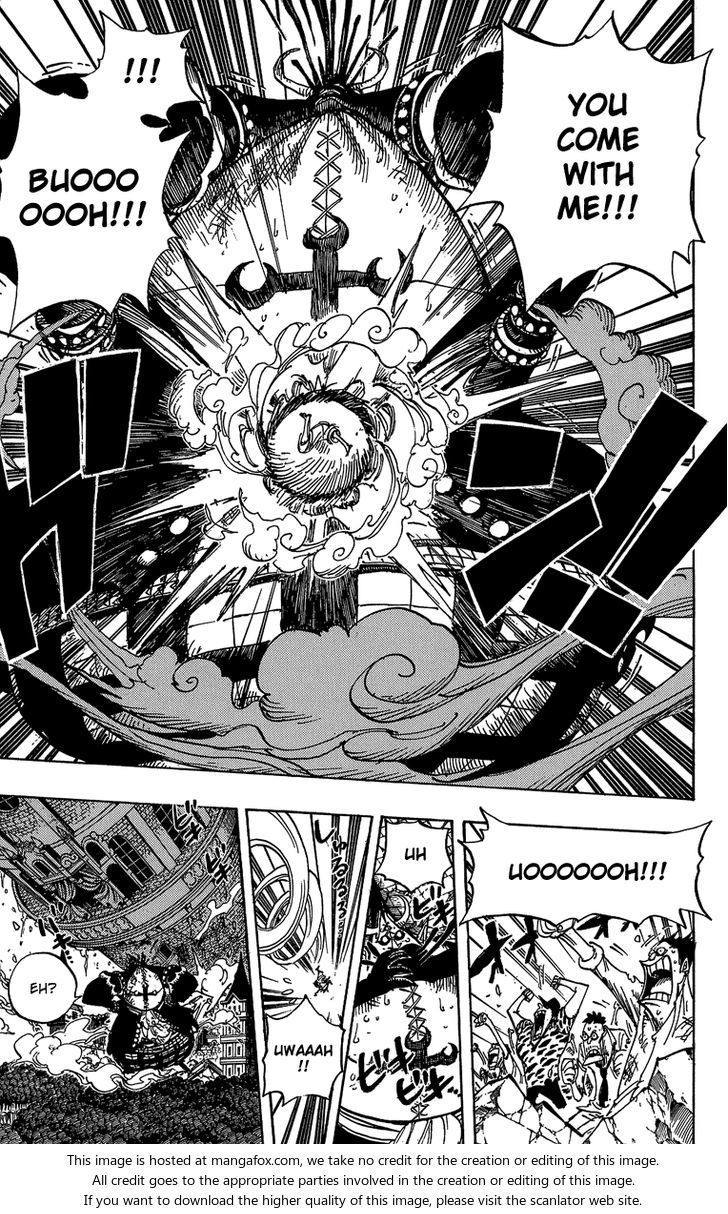 YOU
COME
WITH
ME!!!
!!!
BUOOO
OOOH!!!
UOOOOOOH!!!
UH
UWAAAH
!!
EH?
This image is hosted at mangafox.com, we take no credit for the creation or editing of this image.
All credit goes to the appropriate parties involved in the creation or editing of this image.
If you want to download the higher quality of this image, please visit the scanlator web site.